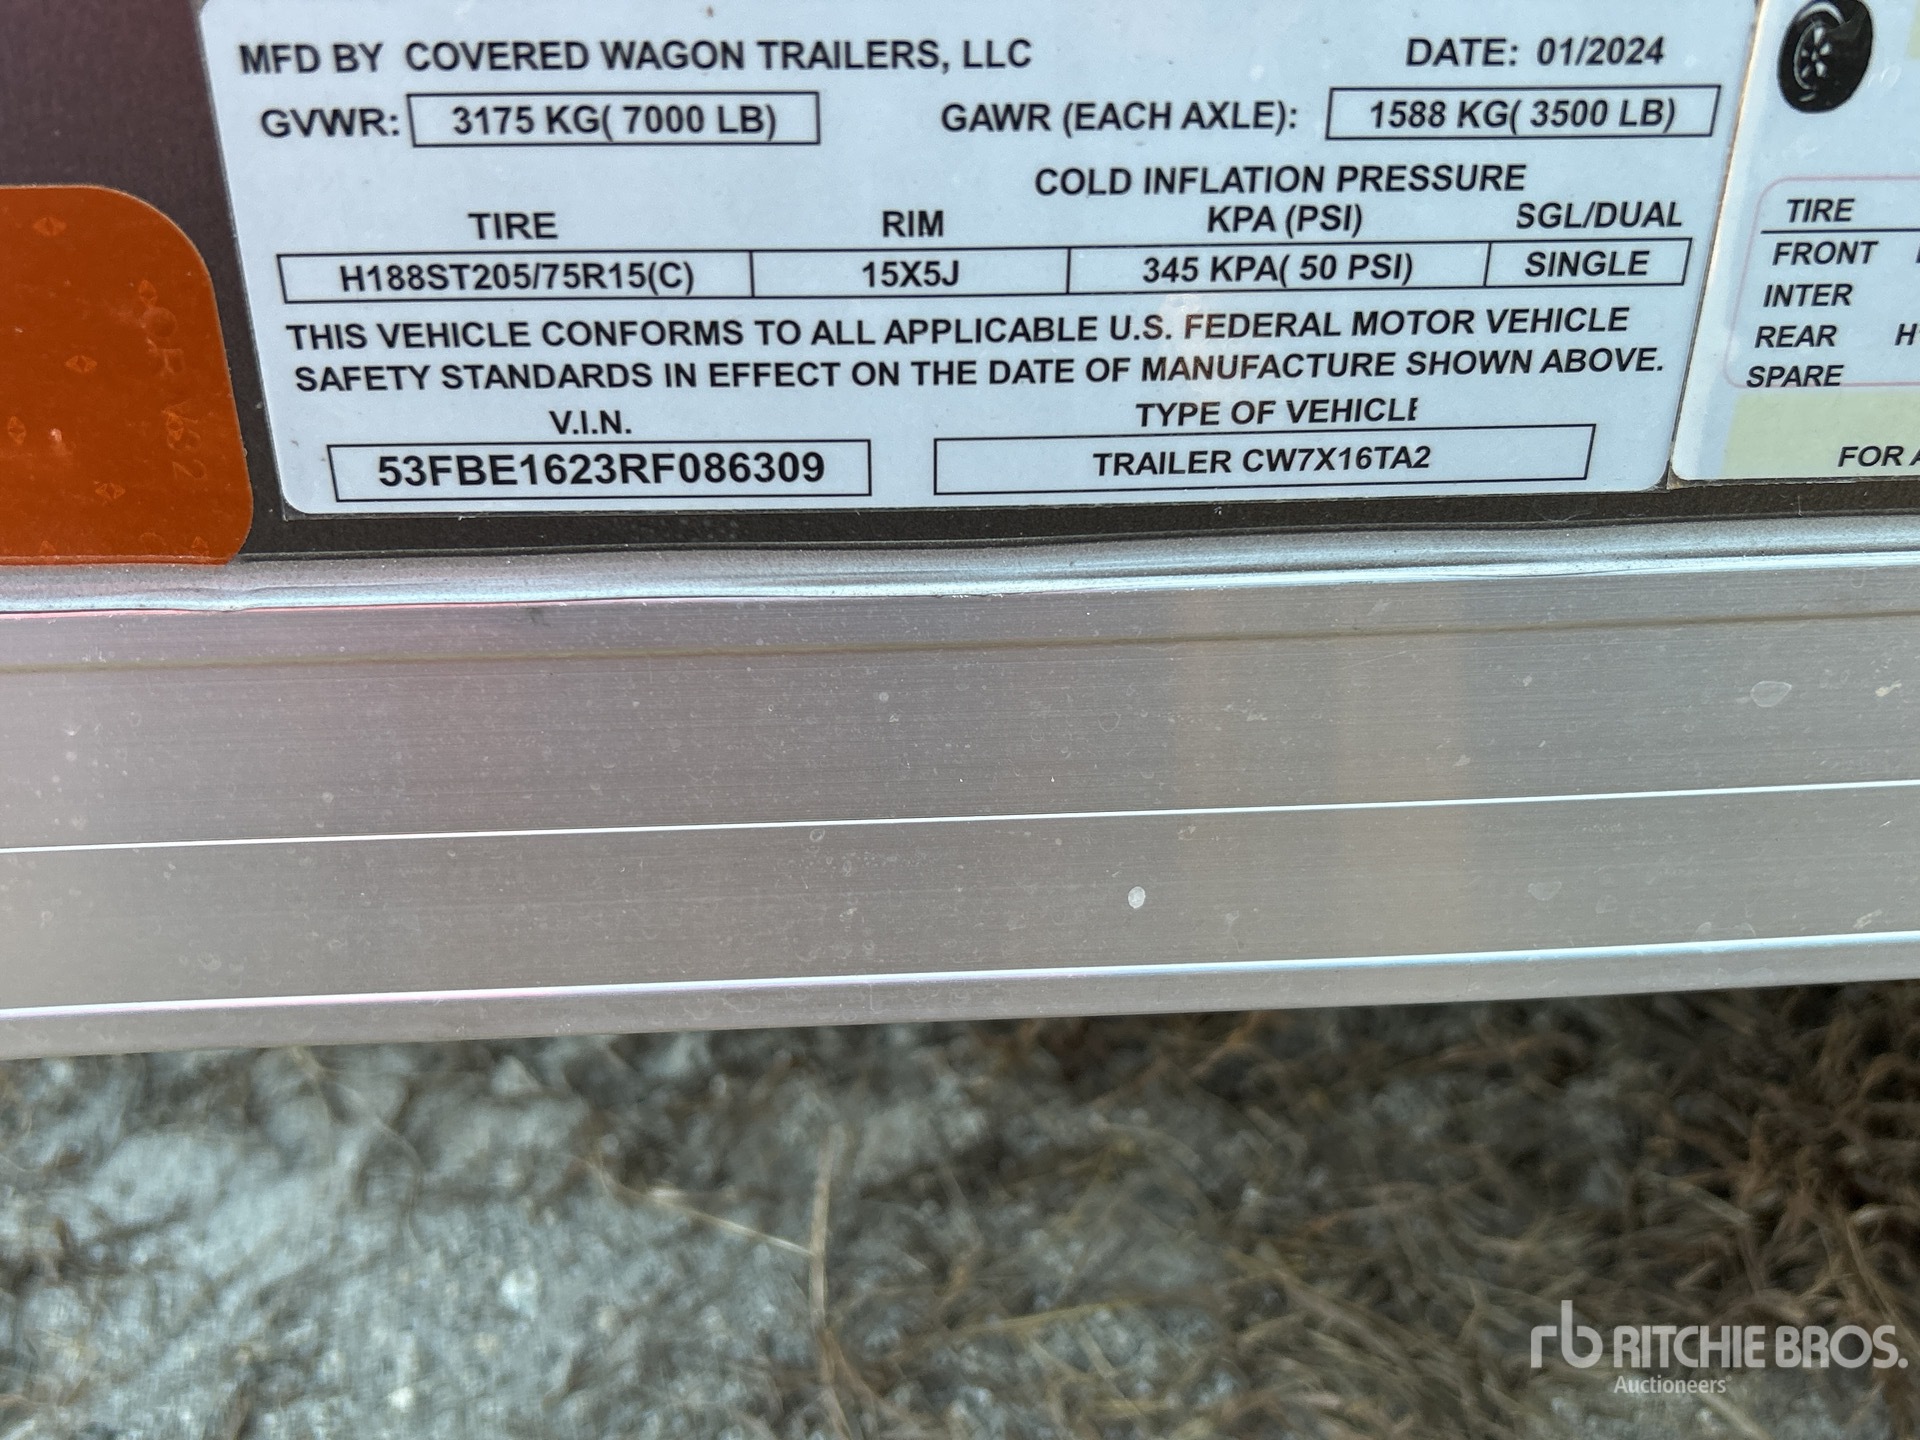 MFD BY COVERED WAGON TRAILERS, LLC DATE: 01/2024
GVWR: 3175 KG( 7000 LB) GAWR (EACH AXLE): 1588 KG( 3500 LB)
COLD INFLATION PRESSURE
TIRE RIM KPA (PSI) SGL/DUAL
H188ST205/75R15(C) 15X5J 345 KPA( 50 PSI) SINGLE
THIS VEHICLE CONFORMS TO ALL APPLICABLE U.S. FEDERAL MOTOR VEHICLE
SAFETY STANDARDS IN EFFECT ON THE DATE OF MANUFACTURE SHOWN ABOVE.
V.I.N. TYPE OF VEHICLE
53FBE1623RF086309 TRAILER CW7X16TA2
TIRE
FRONT
INTER
REAR
SPARE
FOR
rb RITCHIE BROS.
Auctioneers